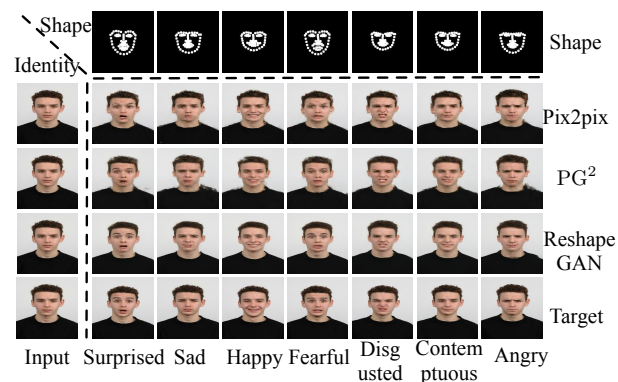 Shape
Identity
Shape
Pix2pix
PG²
Reshape
GAN
Target
Input Surprised Sad Happy Fearful Disg
usted Contem
ptuous Angry